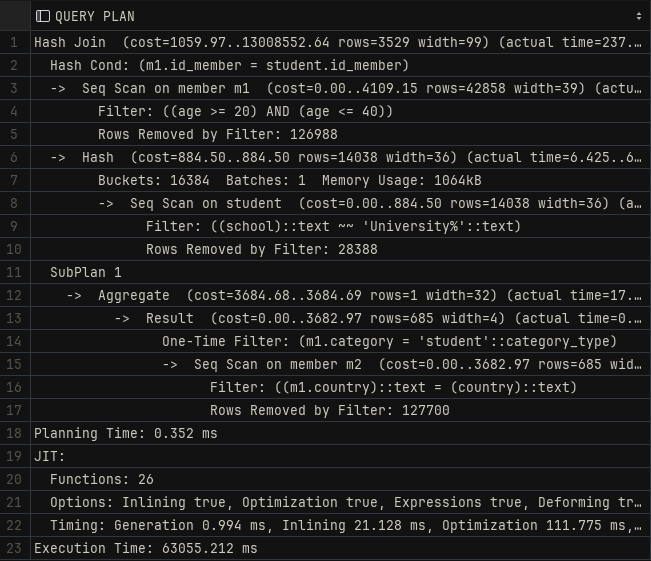 QUERY PLAN
1 Hash Join  (cost=1059.97..13008552.64 rows=3529 width=99) (actual time=237.…
2 Hash Cond: (m1.id_member = student.id_member)
3 ->  Seq Scan on member m1  (cost=0.00..4109.15 rows=42858 width=39) (actu…
4 Filter: ((age >= 20) AND (age <= 40))
5 Rows Removed by Filter: 126988
6 ->  Hash  (cost=884.50..884.50 rows=14038 width=36) (actual time=6.425..6…
7 Buckets: 16384  Batches: 1  Memory Usage: 1064kB
8 ->  Seq Scan on student  (cost=0.00..884.50 rows=14038 width=36) (a…
9 Filter: ((school)::text ~~ 'University%'::text)
10 Rows Removed by Filter: 28388
11 SubPlan 1
12 ->  Aggregate  (cost=3684.68..3684.69 rows=1 width=32) (actual time=17.…
13 ->  Result  (cost=0.00..3682.97 rows=685 width=4) (actual time=0.…
14 One-Time Filter: (m1.category = 'student'::category_type)
15 ->  Seq Scan on member m2  (cost=0.00..3682.97 rows=685 wid…
16 Filter: ((m1.country)::text = (country)::text)
17 Rows Removed by Filter: 127700
18 Planning Time: 0.352 ms
19 JIT:
20 Functions: 26
21 Options: Inlining true, Optimization true, Expressions true, Deforming tr…
22 Timing: Generation 0.994 ms, Inlining 21.128 ms, Optimization 111.775 ms,…
23 Execution Time: 63055.212 ms